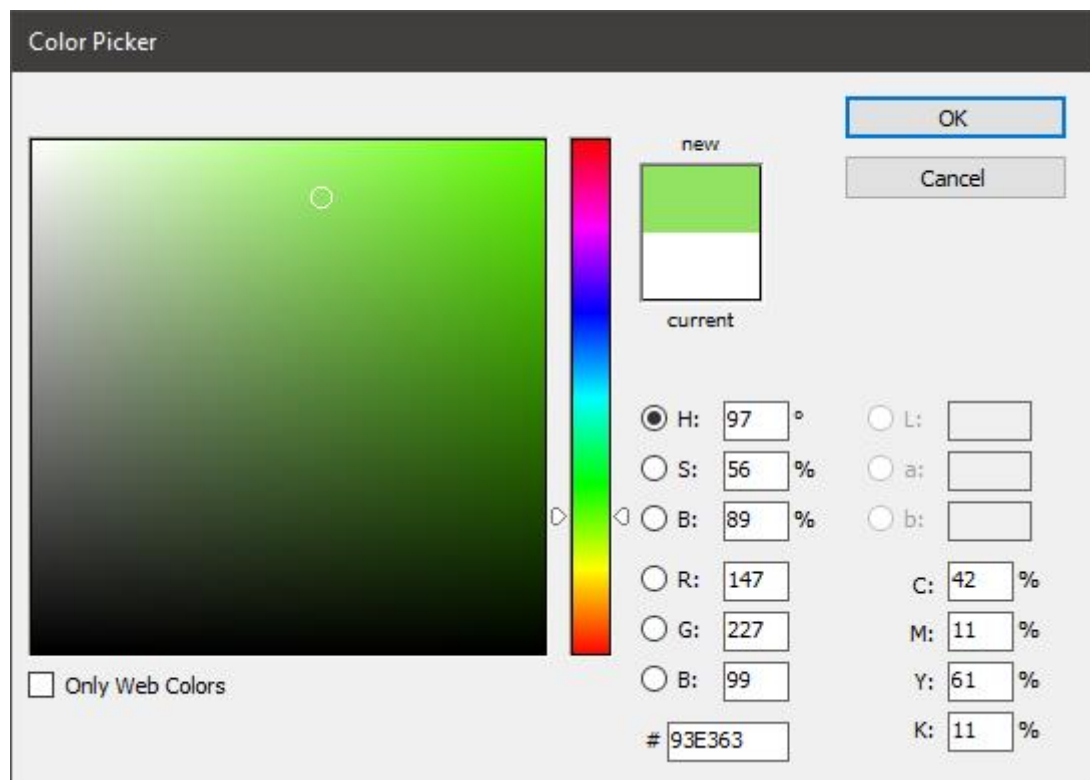 Color Picker
new
OK
Cancel
current
H: 97 ° L:
S: 56 % a:
B: 89 % b:
R: 147 C: 42 %
G: 227 M: 11 %
B: 99 Y: 61 %
Only Web Colors
# 93E363 K: 11 %